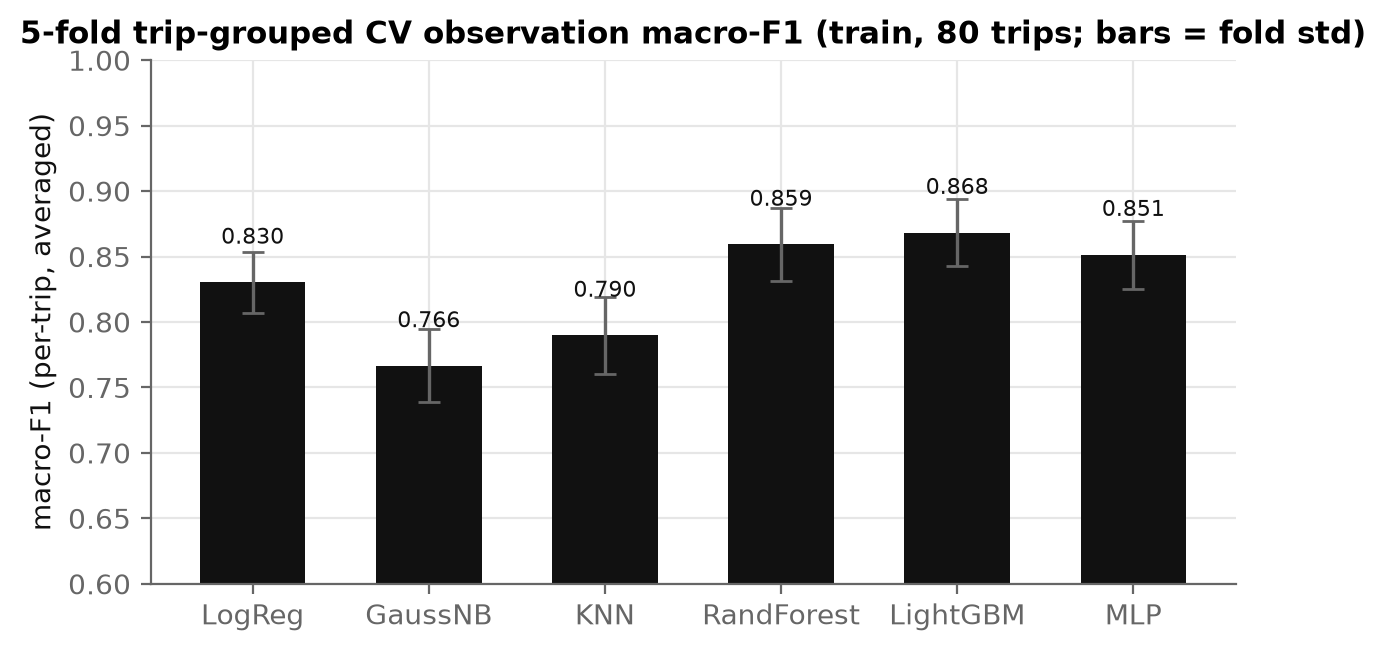 5-fold trip-grouped CV observation macro-F1 (train, 80 trips; bars = fold std)
macro-F1 (per-trip, averaged)
1.00
0.95
0.90
0.85
0.80
0.75
0.70
0.65
0.60
0.830
0.766
0.790
0.859
0.868
0.851
LogReg
GaussNB
KNN
RandForest
LightGBM
MLP